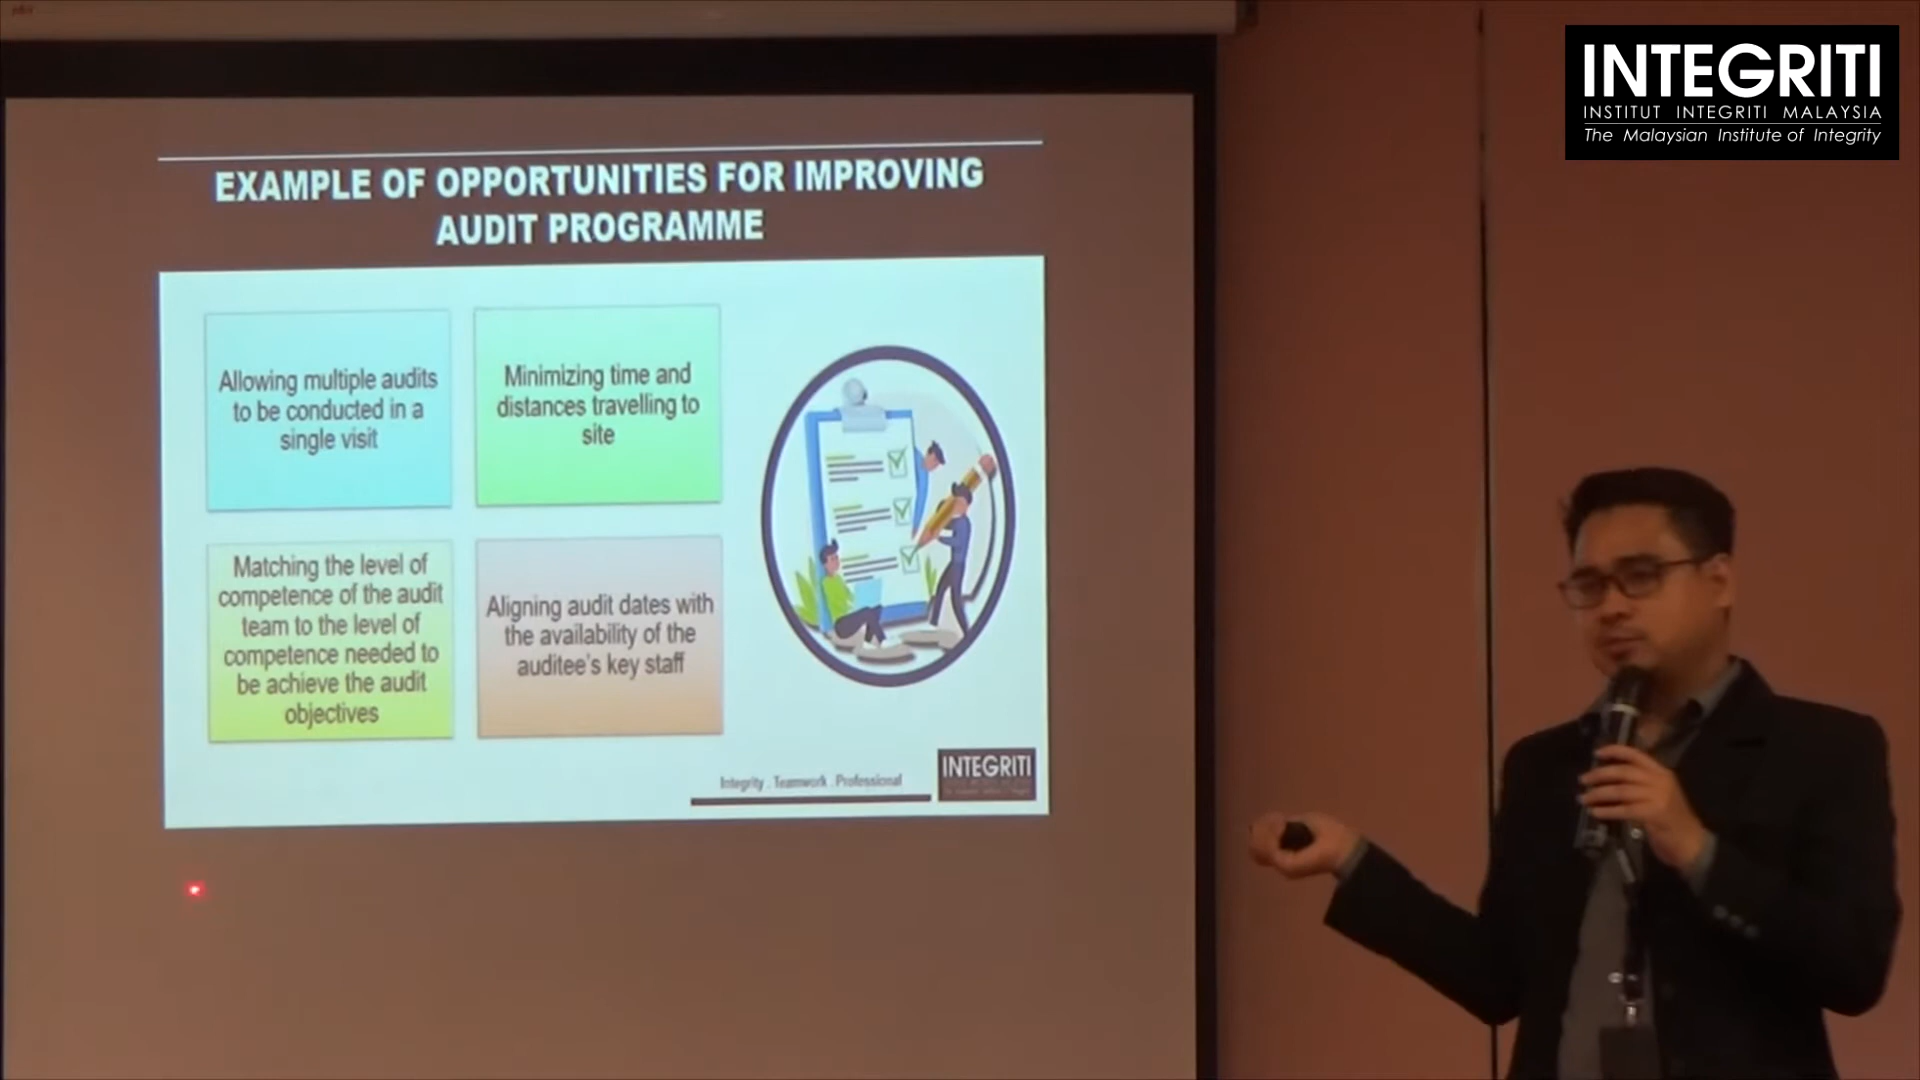 INTEGRITI
INSTITUT INTEGRITI MALAYSIA
The Malaysian Institute of Integrity
EXAMPLE OF OPPORTUNITIES FOR IMPROVING
AUDIT PROGRAMME
Allowing multiple audits
to be conducted in a
single visit
Minimizing time and
distances travelling to
site
Matching the level of
competence of the audit
team to the level of
competence needed to
be achieve the audit
objectives
Aligning audit dates with
the availability of the
auditee's key staff
Integrity . Teamwork . Professional
INTEGRITI